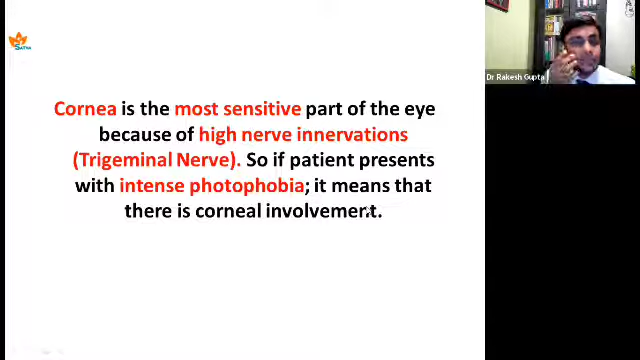 Dr Rakesh Gupta
Cornea is the most sensitive part of the eye
because of high nerve innervations
(Trigeminal Nerve). So if patient presents
with intense photophobia; it means that
there is corneal involvement.